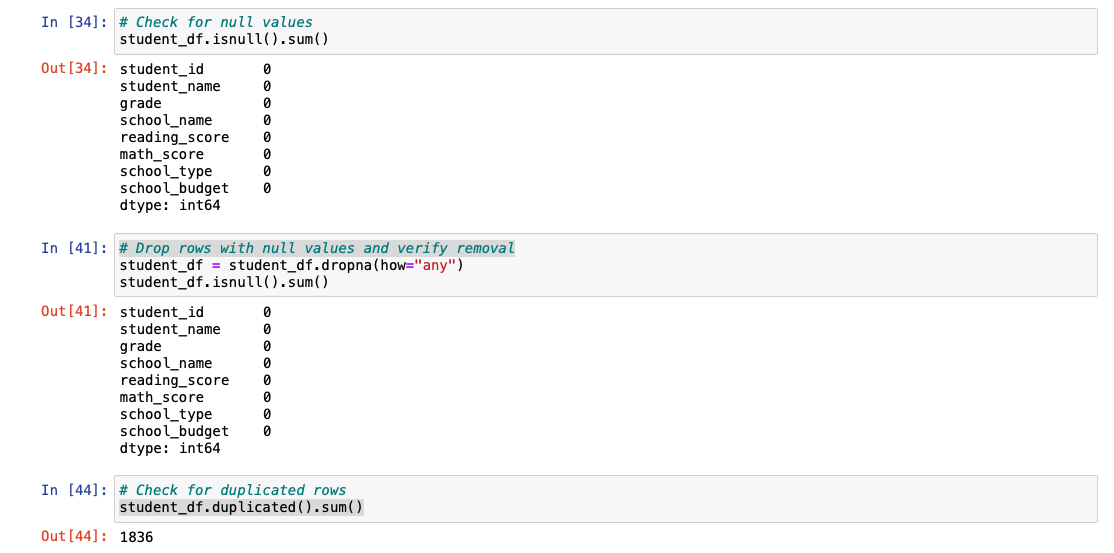 In [34]: # Check for null values
student_df.isnull().sum()
Out[34]: student_id 0
student_name 0
grade 0
school_name 0
reading_score 0
math_score 0
school_type 0
school_budget 0
dtype: int64
In [41]: # Drop rows with null values and verify removal
student_df = student_df.dropna(how="any")
student_df.isnull().sum()
Out[41]: student_id 0
student_name 0
grade 0
school_name 0
reading_score 0
math_score 0
school_type 0
school_budget 0
dtype: int64
In [44]: # Check for duplicated rows
student_df.duplicated().sum()
Out[44]: 1836